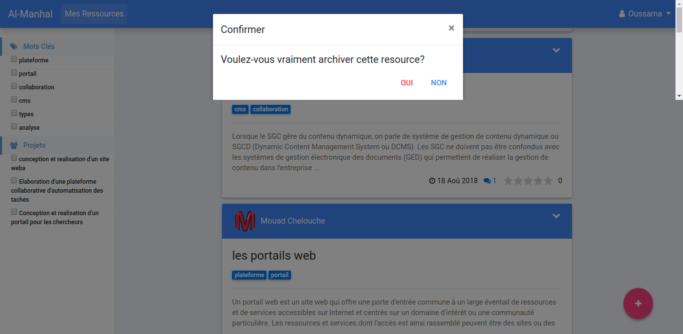 Al-Manhal
Mes Ressources
Oussama
Confirmer
×
Voulez-vous vraiment archiver cette resource?
OUI
NON
Mots Clés
plateforme
portail
collaboration
cms
types
analyse
Projets
conception et realisation d'un site
weba
Elaboration d'une plateforme
collaborative d'automatisation des
taches
Conception et realisation d'un
portail pour les chercheurs
cms collaboration
Lorsque le SGC gère du contenu dynamique, on parle de système de gestion de contenu dynamique ou
SGCD (Dynamic Content Management System ou DCMS). Les SGC ne doivent pas être confondus avec
les systèmes de gestion électronique des documents (GED) qui permettent de réaliser la gestion de
contenu dans l'entreprise ...
18 Aoû 2018 1 0
M Mouad Chelouche
les portails web
plateforme portail
Un portail web est un site web qui offre une porte d'entrée commune à un large éventail de ressources
et de services accessibles sur Internet et centrés sur un domaine d'intérêt ou une communauté
particulière. Les ressources et services dont l'accès est ainsi rassemblé peuvent être des sites ou des
+